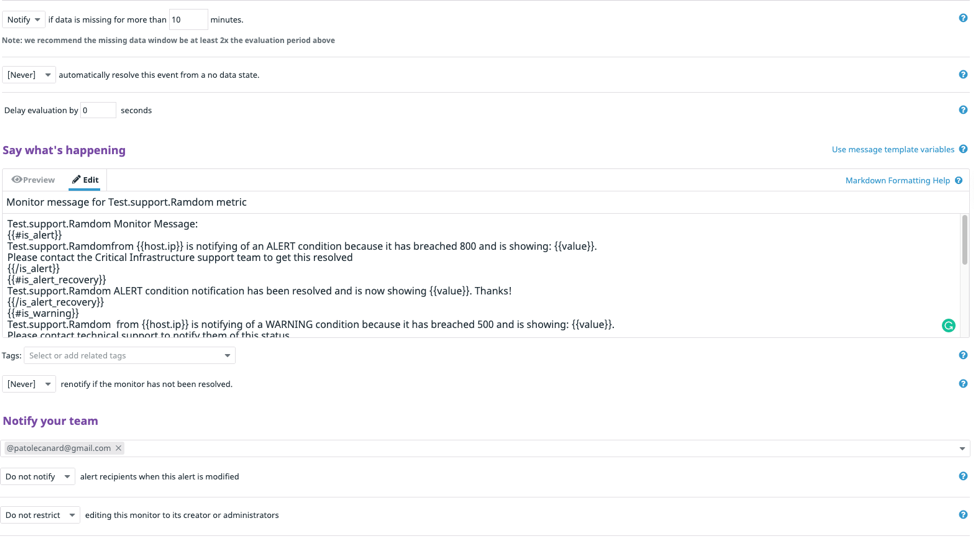 Notify if data is missing for more than 10 minutes.
Note: we recommend the missing data window be at least 2x the evaluation period above
[Never] automatically resolve this event from a no data state.
Delay evaluation by 0 seconds
Say what's happening
Use message template variables
Preview Edit
Markdown Formatting Help
Monitor message for Test.support.Ramdom metric
Test.support.Ramdom Monitor Message:
{{#is_alert}}
Test.support.Ramdomfrom {{host.ip}} is notifying of an ALERT condition because it has breached 800 and is showing: {{value}}.
Please contact the Critical Infrastructure support team to get this resolved
{{/is_alert}}
{{#is_alert_recovery}}
Test.support.Ramdom ALERT condition notification has been resolved and is now showing {{value}}. Thanks!
{{/is_alert_recovery}}
{{#is_warning}}
Test.support.Ramdom  from {{host.ip}} is notifying of a WARNING condition because it has breached 500 and is showing: {{value}}.
Please contact technical support to notify them of this status
Tags: Select or add related tags
[Never] renotify if the monitor has not been resolved.
Notify your team
@patolecanard@gmail.com
Do not notify alert recipients when this alert is modified
Do not restrict editing this monitor to its creator or administrators